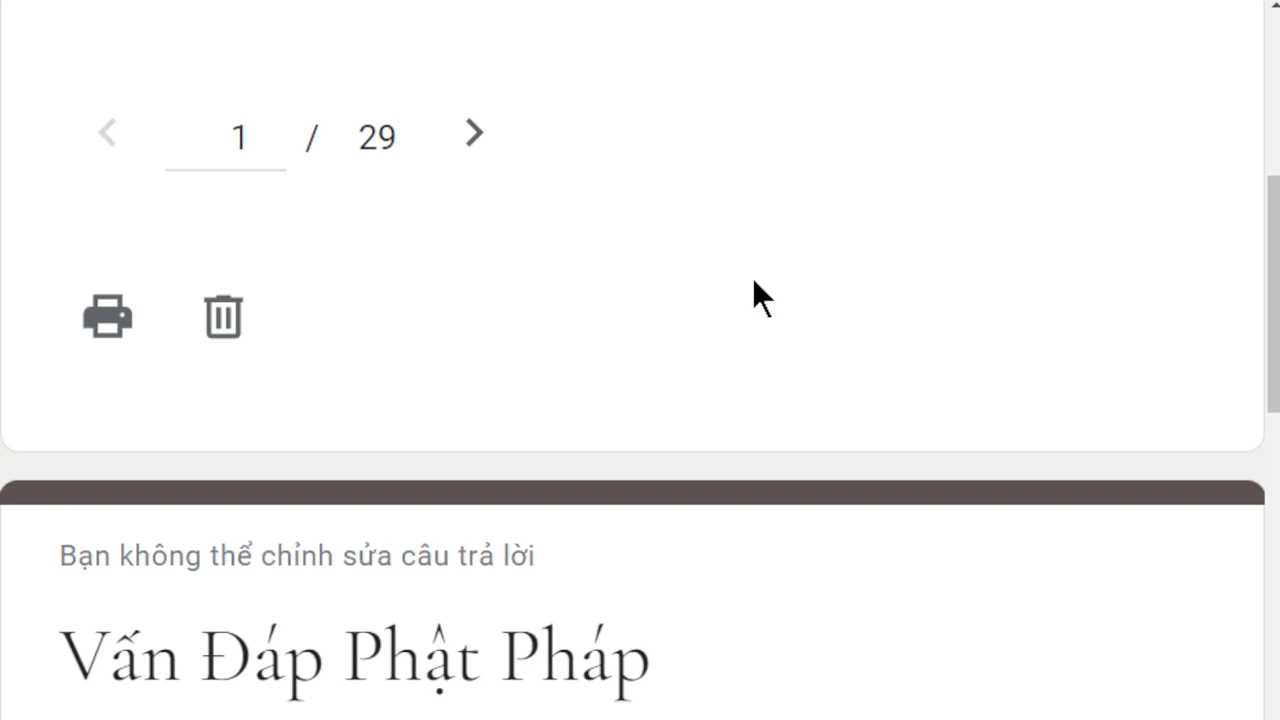 1 / 29
Bạn không thể chỉnh sửa câu trả lời
Vấn Đáp Phật Pháp